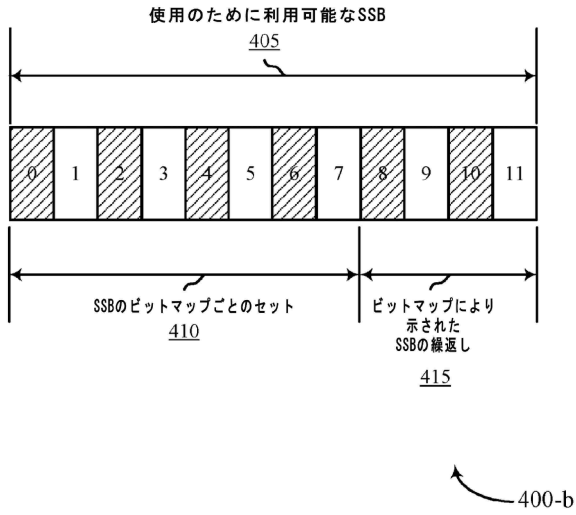 使用のために利用可能なSSB
405
0 1 2 3 4 5 6 7 8 9 10 11
SSBのビットマップごとのセット
410
ビットマップにより
示された
SSBの繰返し
415
400-b